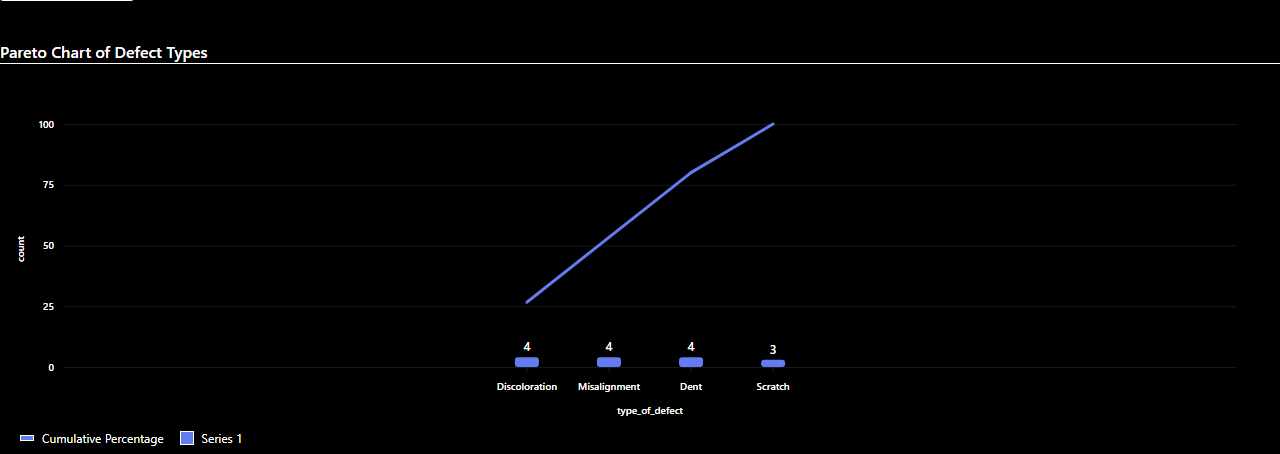 Pareto Chart of Defect Types
100
75
50
25
0
count
4 4 4 3
Discoloration Misalignment Dent Scratch
type_of_defect
Cumulative Percentage Series 1